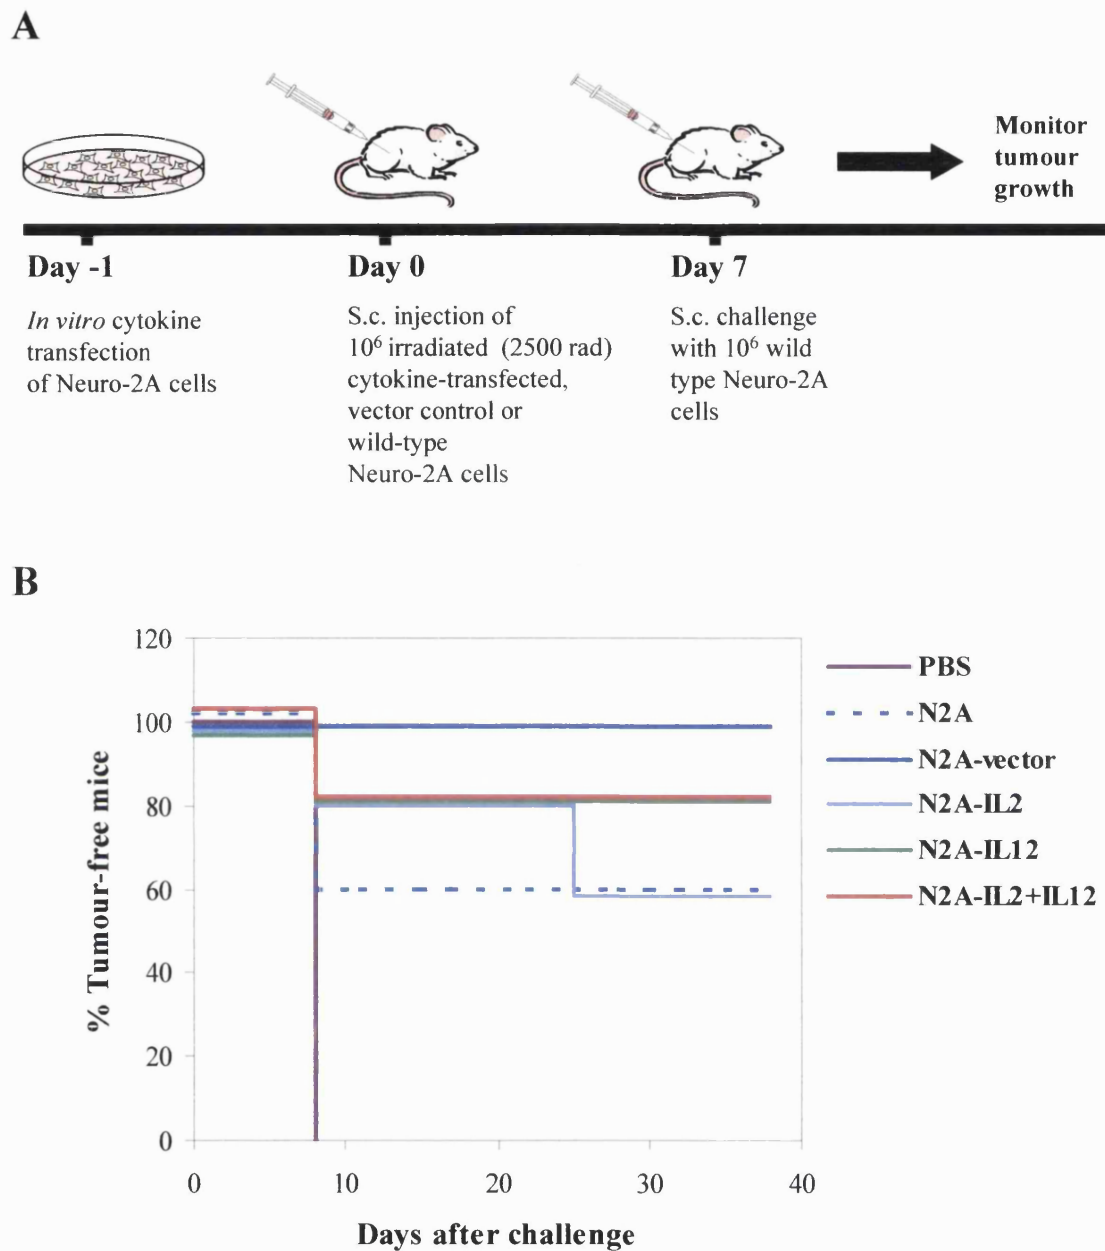 A
Monitor
tumour
growth
Day -1
Day 0
Day 7
In vitro cytokine
transfection
of Neuro-2A cells
S.c. injection of
10⁶ irradiated (2500 rad)
cytokine-transfected,
vector control or
wild-type
Neuro-2A cells
S.c. challenge
with 10⁶ wild
type Neuro-2A
cells
B
120
100
80
60
40
20
0
% Tumour-free mice
0
10
20
30
40
Days after challenge
PBS
N2A
N2A-vector
N2A-IL2
N2A-IL12
N2A-IL2+IL12